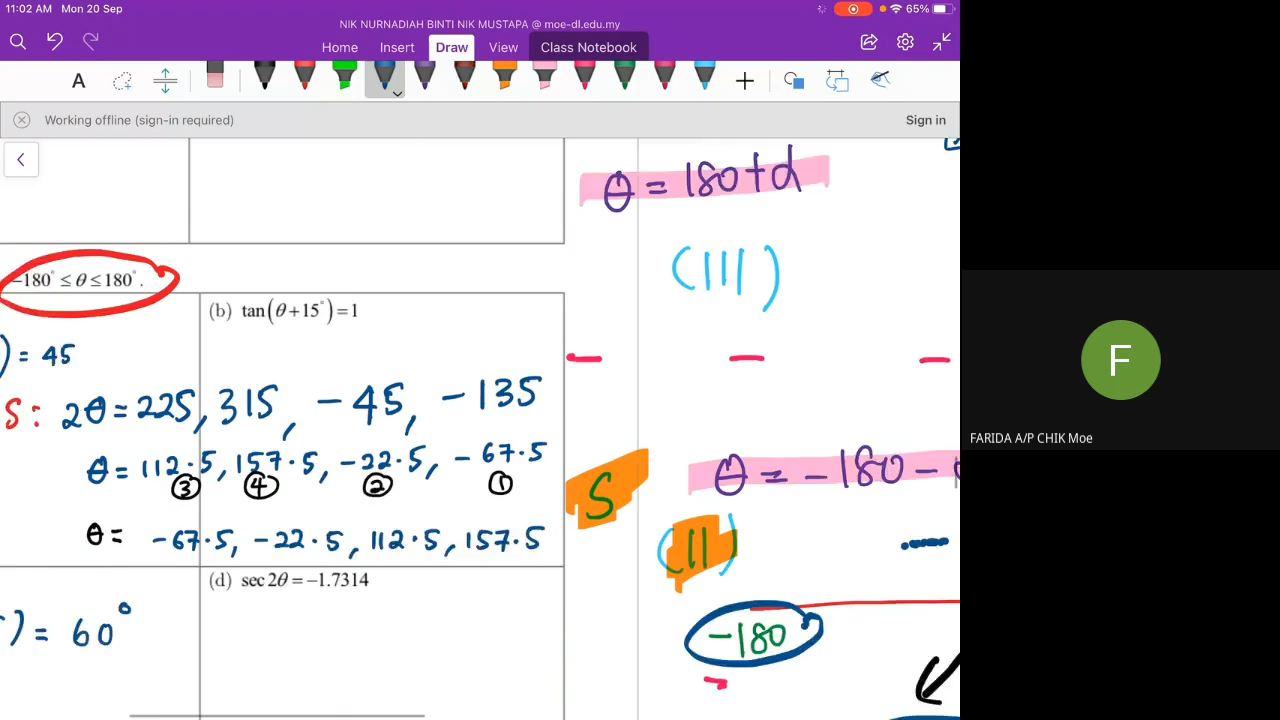 11:02 AM Mon 20 Sep
65%
NIK NURNADIAH BINTI NIK MUSTAPA @ moe-dl.edu.my
Home Insert Draw View Class Notebook
A
Working offline (sign-in required)
Sign in
θ = 180 + α
(III)
-180° ≤ θ ≤ 180°.
(b) tan(θ+15°)=1
) = 45
S: 2θ = 225, 315, -45, -135
θ = 112.5, 157.5, -22.5, -67.5
③ ④ ② ①
θ = -67.5, -22.5, 112.5, 157.5
S
θ = -180 -
(II)
-180
(d) sec 2θ = -1.7314
) = 60°
F
FARIDA A/P CHIK Moe